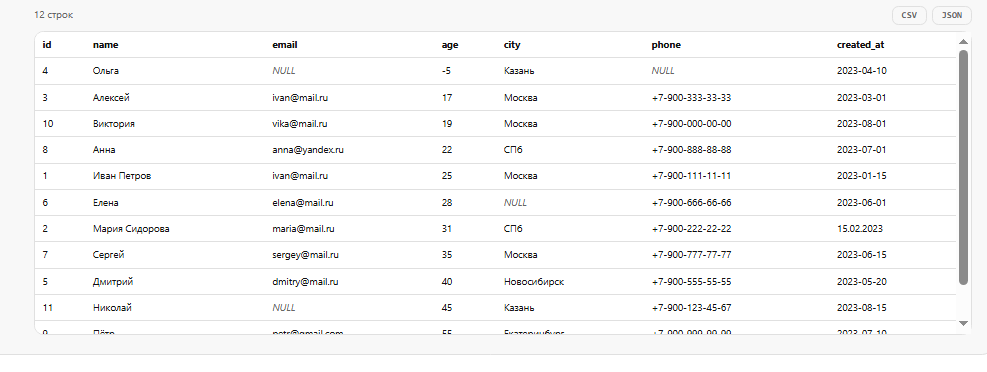 12 строк CSV JSON
id name email age city phone created_at
4 Ольга NULL -5 Казань NULL 2023-04-10
3 Алексей ivan@mail.ru 17 Москва +7-900-333-33-33 2023-03-01
10 Виктория vika@mail.ru 19 Москва +7-900-000-00-00 2023-08-01
8 Анна anna@yandex.ru 22 СПб +7-900-888-88-88 2023-07-01
1 Иван Петров ivan@mail.ru 25 Москва +7-900-111-11-11 2023-01-15
6 Елена elena@mail.ru 28 NULL +7-900-666-66-66 2023-06-01
2 Мария Сидорова maria@mail.ru 31 СПб +7-900-222-22-22 15.02.2023
7 Сергей sergey@mail.ru 35 Москва +7-900-777-77-77 2023-06-15
5 Дмитрий dmitry@mail.ru 40 Новосибирск +7-900-555-55-55 2023-05-20
11 Николай NULL 45 Казань +7-900-123-45-67 2023-08-15
9 Пётр petr@gmail.com 55 Екатеринбург +7-900-999-99-99 2023-07-10